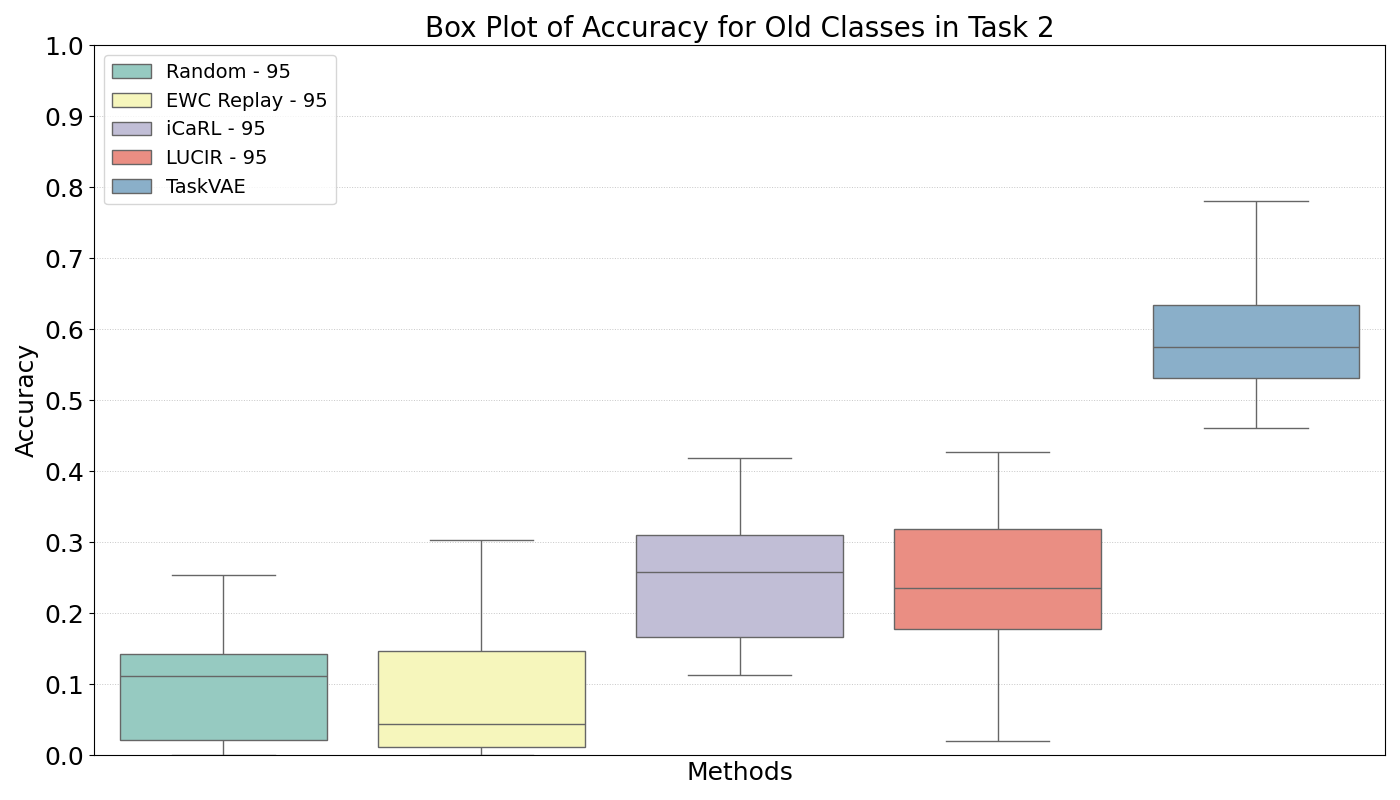 Box Plot of Accuracy for Old Classes in Task 2
1.0
0.9
0.8
0.7
0.6
0.5
0.4
0.3
0.2
0.1
0.0
Accuracy
Random - 95
EWC Replay - 95
iCaRL - 95
LUCIR - 95
TaskVAE
Methods